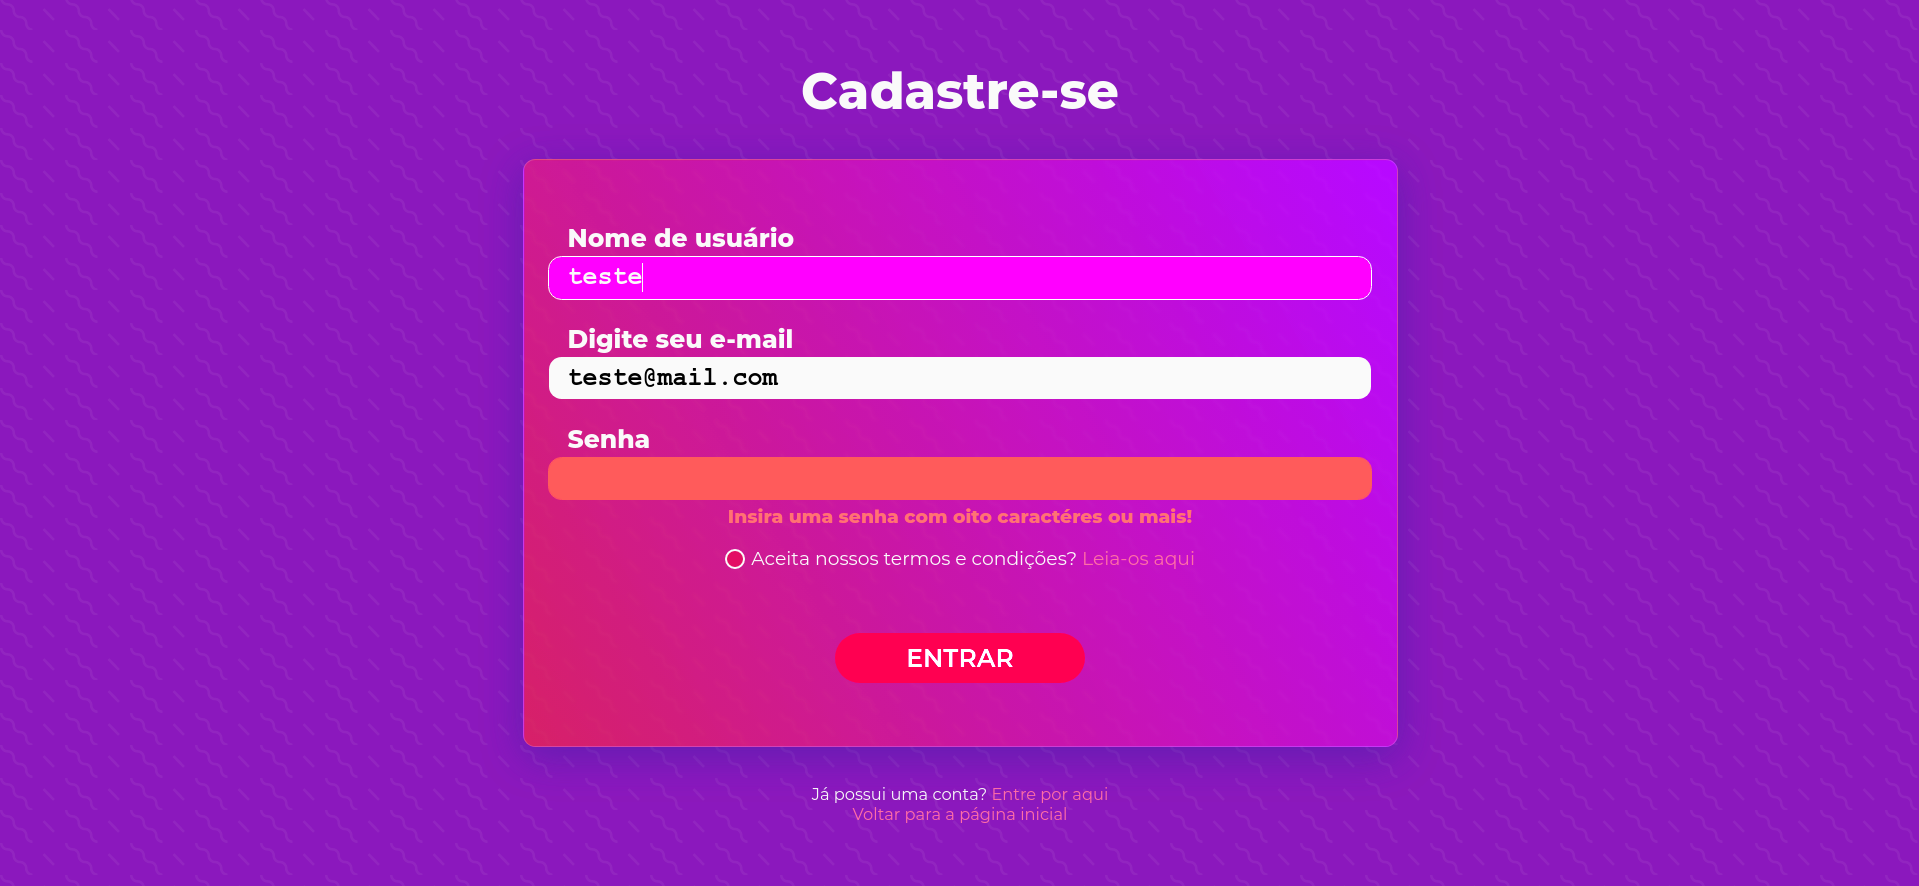 Cadastre-se
Nome de usuário
teste
Digite seu e-mail
teste@mail.com
Senha
Insira uma senha com oito caractéres ou mais!
Aceita nossos termos e condições? Leia-os aqui
ENTRAR
Já possui uma conta? Entre por aqui
Voltar para a página inicial